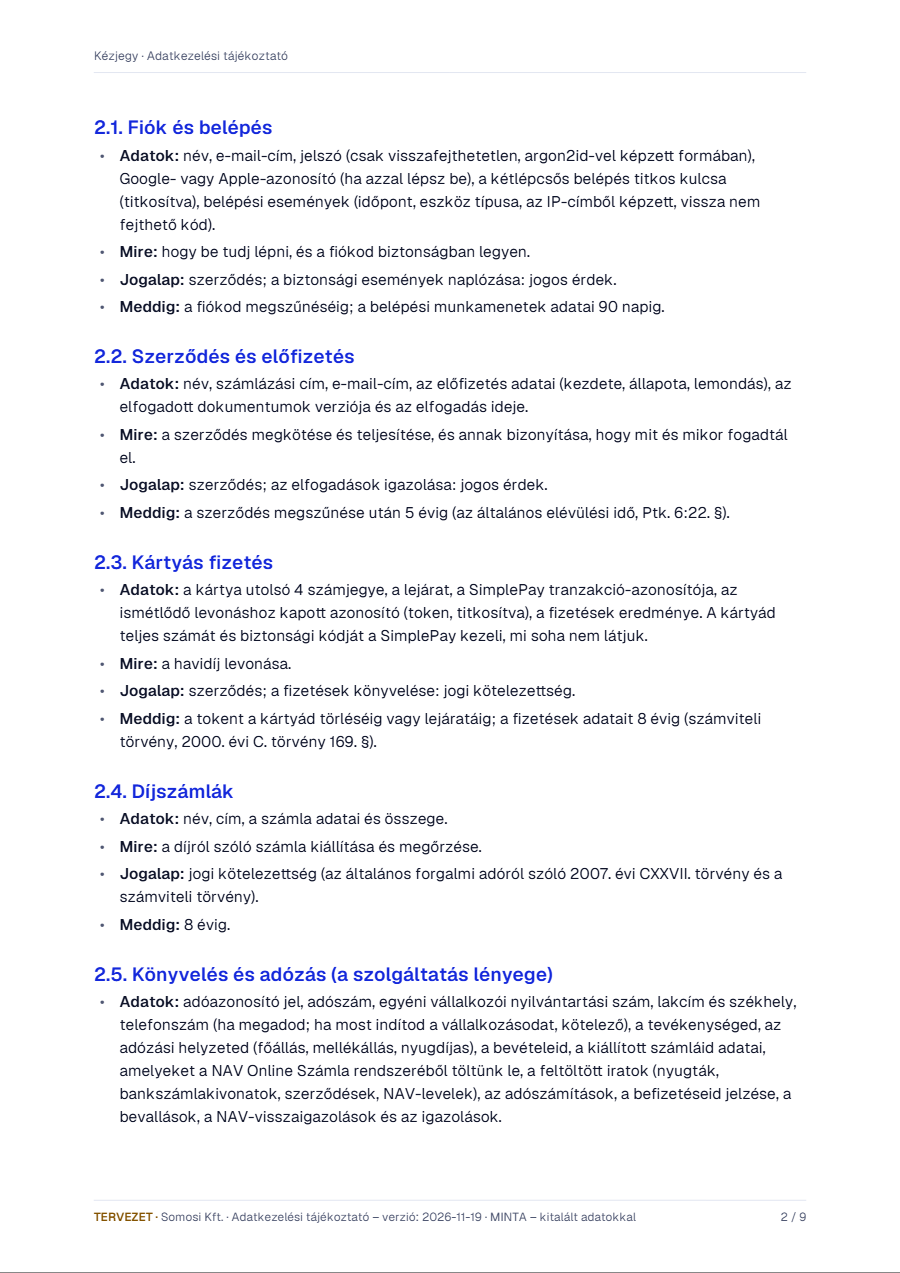 Kézjegy · Adatkezelési tájékoztató
2.1. Fiók és belépés
• Adatok: név, e-mail-cím, jelszó (csak visszafejthetetlen, argon2id-vel képzett formában),
Google- vagy Apple-azonosító (ha azzal lépsz be), a kétlépcsős belépés titkos kulcsa
(titkosítva), belépési események (időpont, eszköz típusa, az IP-címből képzett, vissza nem
fejthető kód).
• Mire: hogy be tudj lépni, és a fiókod biztonságban legyen.
• Jogalap: szerződés; a biztonsági események naplózása: jogos érdek.
• Meddig: a fiókod megszűnéséig; a belépési munkamenetek adatai 90 napig.
2.2. Szerződés és előfizetés
• Adatok: név, számlázási cím, e-mail-cím, az előfizetés adatai (kezdete, állapota, lemondás), az
elfogadott dokumentumok verziója és az elfogadás ideje.
• Mire: a szerződés megkötése és teljesítése, és annak bizonyítása, hogy mit és mikor fogadtál
el.
• Jogalap: szerződés; az elfogadások igazolása: jogos érdek.
• Meddig: a szerződés megszűnése után 5 évig (az általános elévülési idő, Ptk. 6:22. §).
2.3. Kártyás fizetés
• Adatok: a kártya utolsó 4 számjegye, a lejárat, a SimplePay tranzakció-azonosítója, az
ismétlődő levonáshoz kapott azonosító (token, titkosítva), a fizetések eredménye. A kártyád
teljes számát és biztonsági kódját a SimplePay kezeli, mi soha nem látjuk.
• Mire: a havidíj levonása.
• Jogalap: szerződés; a fizetések könyvelése: jogi kötelezettség.
• Meddig: a tokent a kártyád törléséig vagy lejáratáig; a fizetések adatait 8 évig (számviteli
törvény, 2000. évi C. törvény 169. §).
2.4. Díjszámlák
• Adatok: név, cím, a számla adatai és összege.
• Mire: a díjról szóló számla kiállítása és megőrzése.
• Jogalap: jogi kötelezettség (az általános forgalmi adóról szóló 2007. évi CXXVII. törvény és a
számviteli törvény).
• Meddig: 8 évig.
2.5. Könyvelés és adózás (a szolgáltatás lényege)
• Adatok: adóazonosító jel, adószám, egyéni vállalkozói nyilvántartási szám, lakcím és székhely,
telefonszám (ha megadod; ha most indítod a vállalkozásodat, kötelező), a tevékenységed, az
adózási helyzeted (főállás, mellékállás, nyugdíjas), a bevételeid, a kiállított számláid adatai,
amelyeket a NAV Online Számla rendszeréből töltünk le, a feltöltött iratok (nyugták,
bankszámlakivonatok, szerződések, NAV-levelek), az adószámítások, a befizetéseid jelzése, a
bevallások, a NAV-visszaigazolások és az igazolások.
TERVEZET · Somosi Kft. · Adatkezelési tájékoztató – verzió: 2026-11-19 · MINTA – kitalált adatokkal
2 / 9